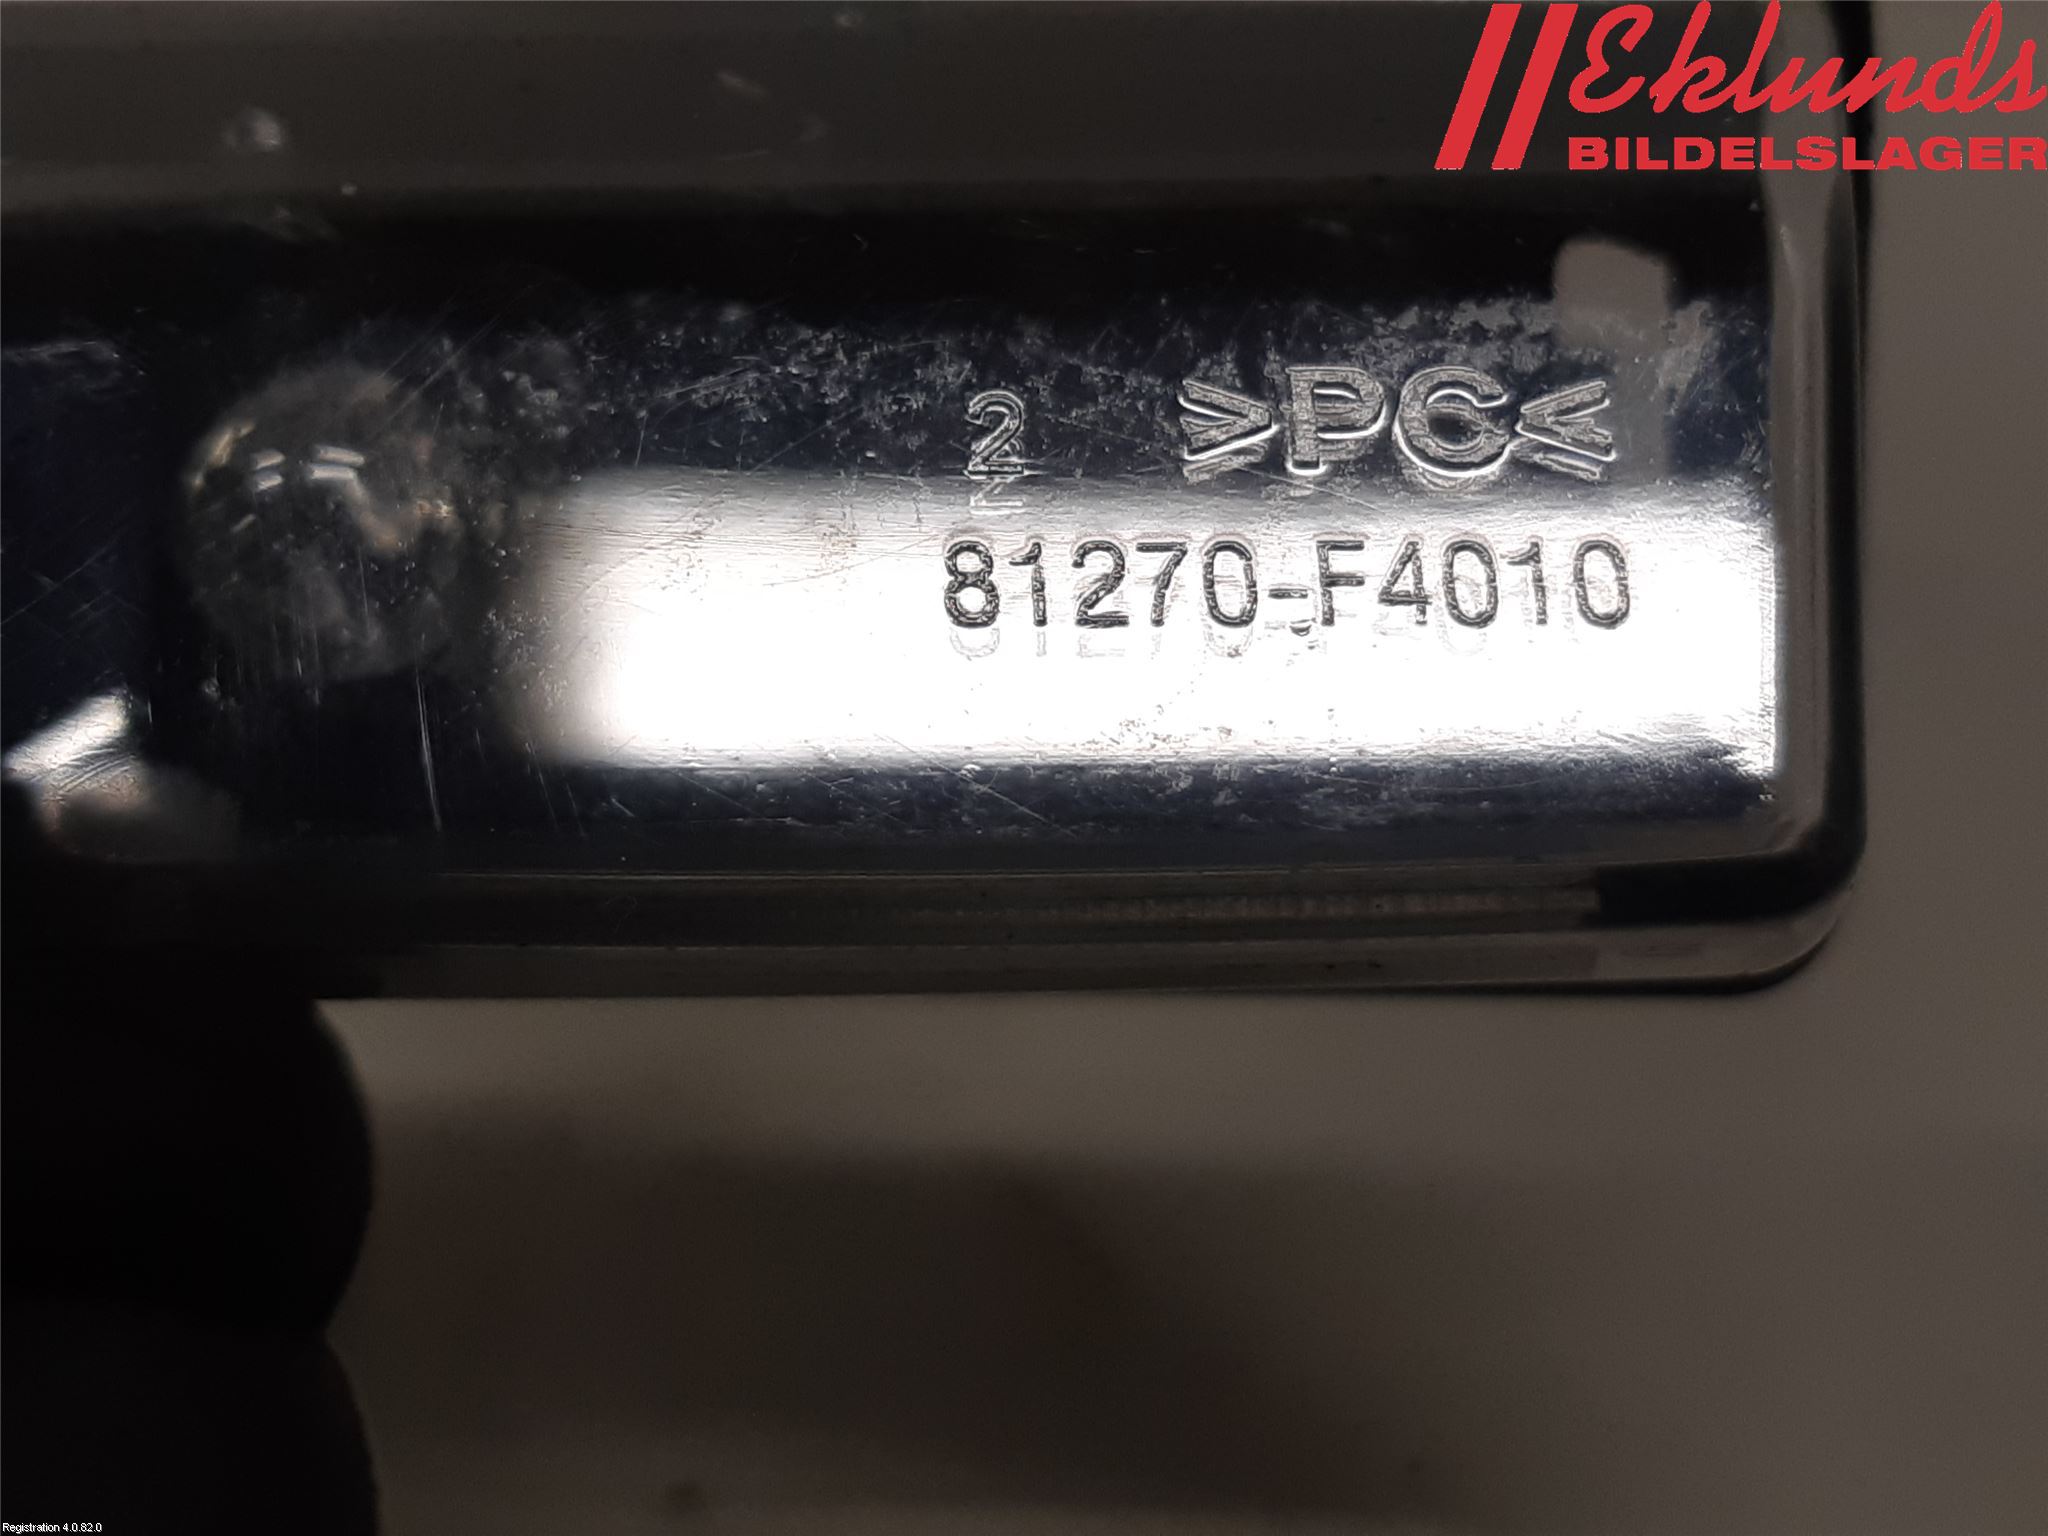 Eklunds
BILDELSLAGER
2
>PC<
81270-F4010
Registration 4.0.82.0